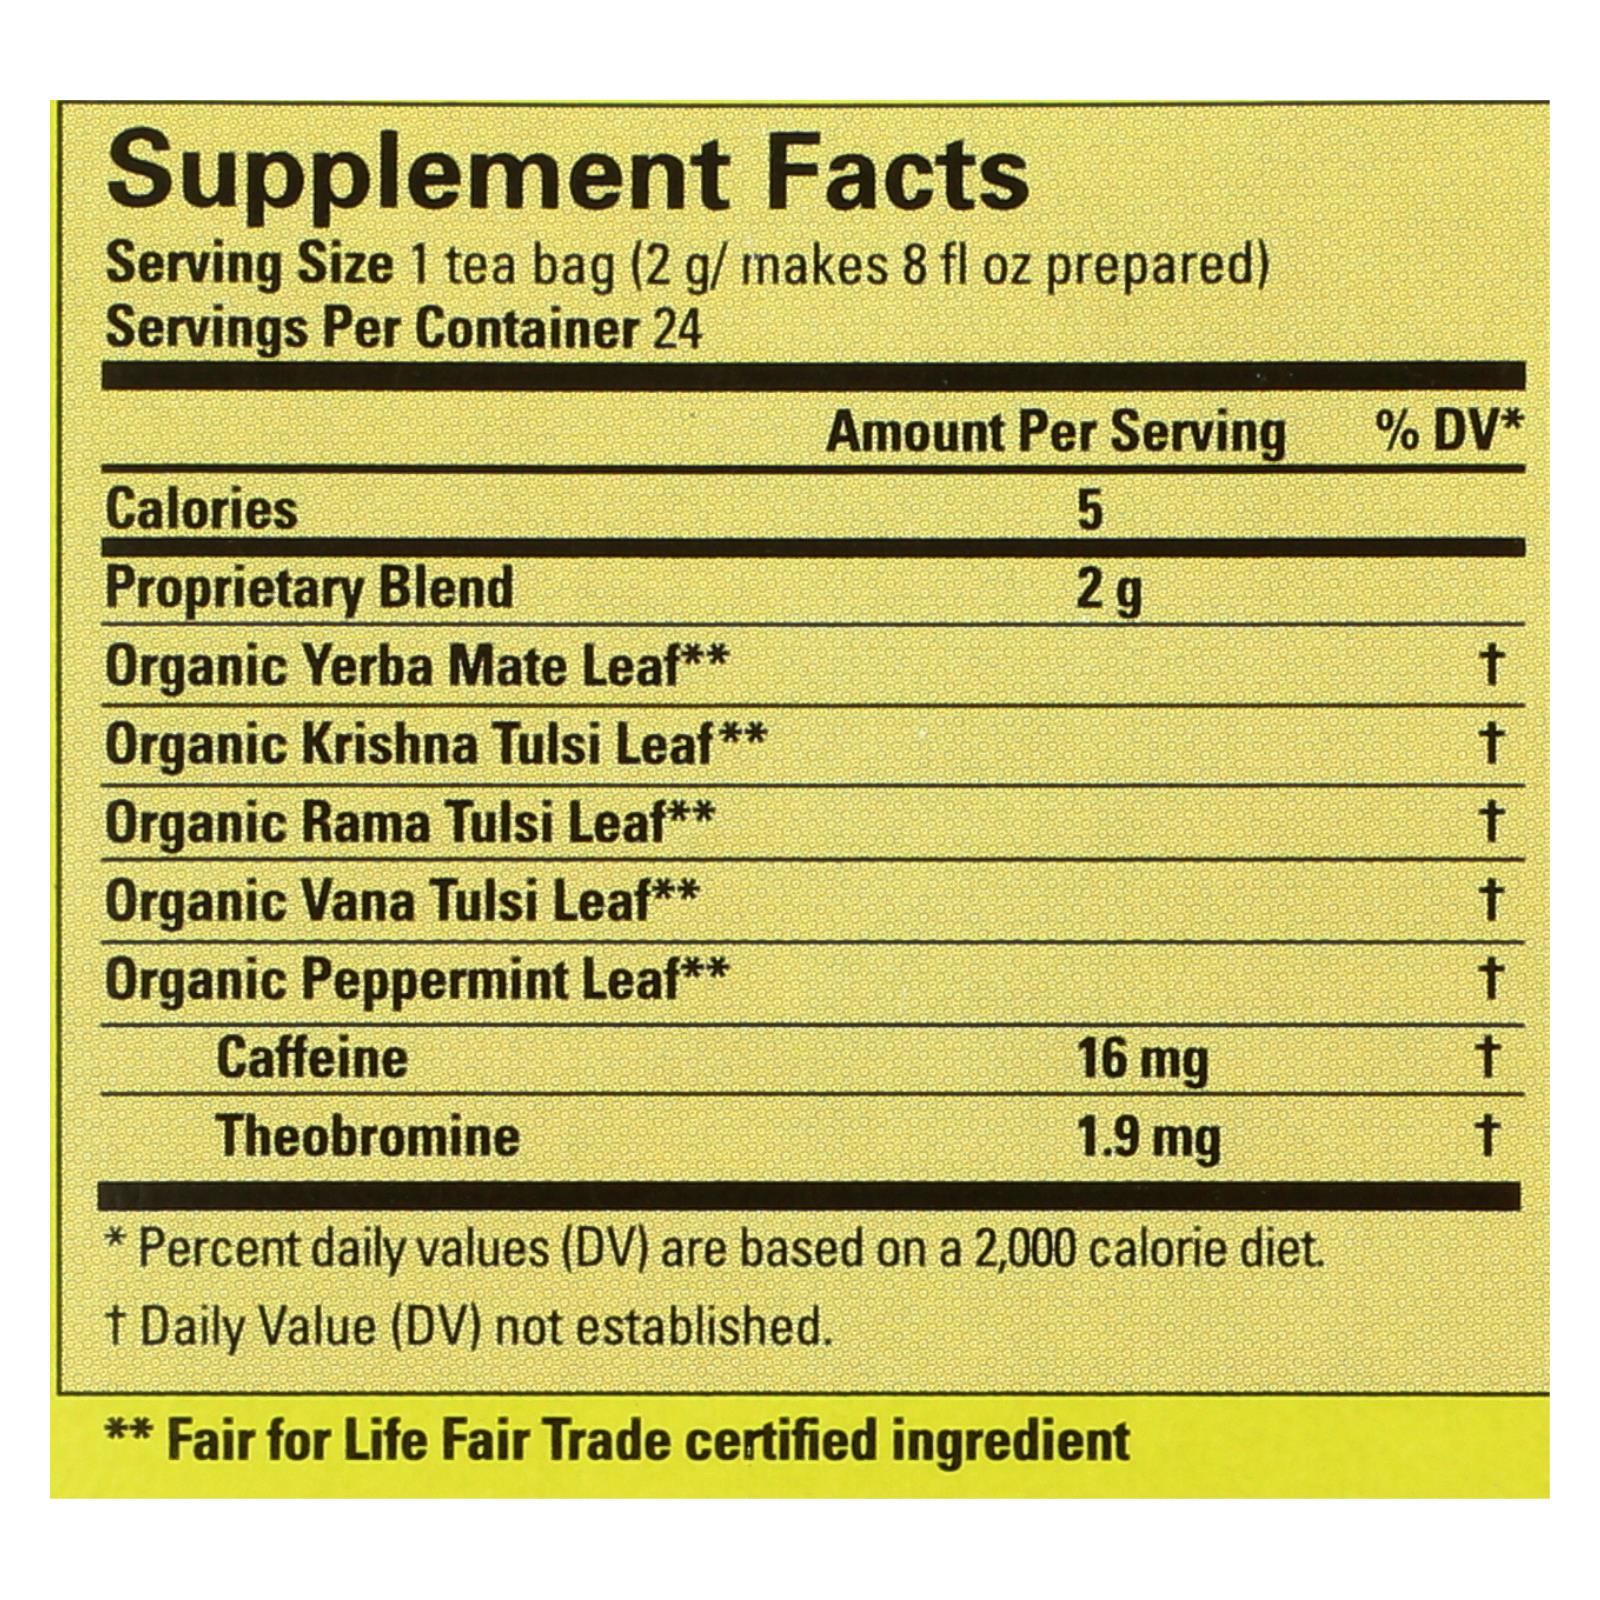 Supplement Facts
Serving Size 1 tea bag (2 g/ makes 8 fl oz prepared)
Servings Per Container 24
Amount Per Serving % DV*
Calories 5
Proprietary Blend 2 g
Organic Yerba Mate Leaf** †
Organic Krishna Tulsi Leaf** †
Organic Rama Tulsi Leaf** †
Organic Vana Tulsi Leaf** †
Organic Peppermint Leaf** †
Caffeine 16 mg †
Theobromine 1.9 mg †
* Percent daily values (DV) are based on a 2,000 calorie diet.
† Daily Value (DV) not established.
** Fair for Life Fair Trade certified ingredient